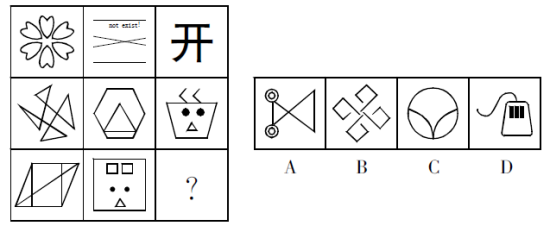 not exist!
开
?
A B C D